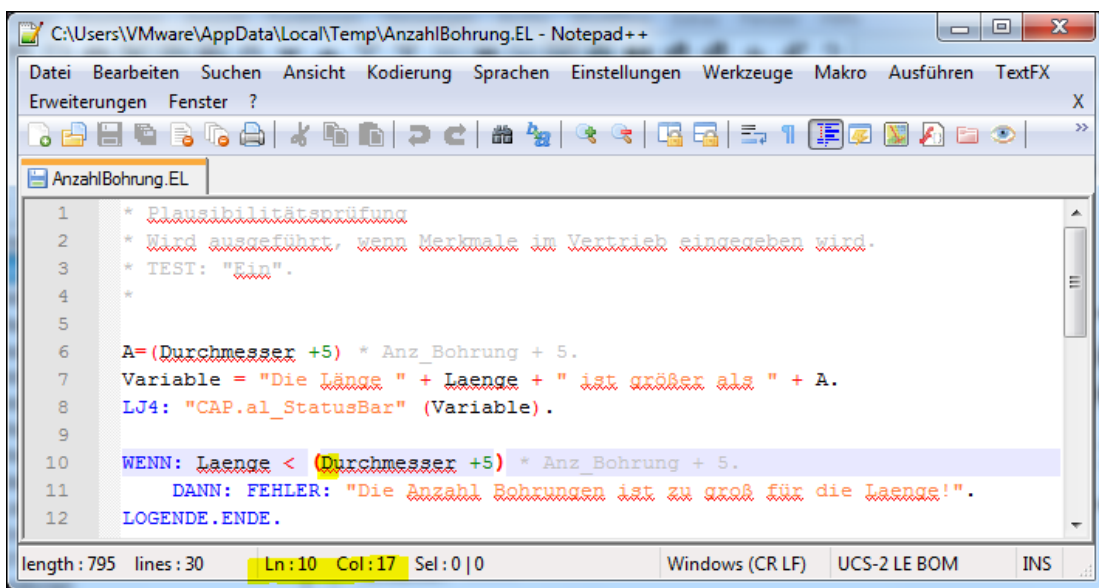 C:\Users\VMware\AppData\Local\Temp\AnzahlBohrung.EL - Notepad++
Datei Bearbeiten Suchen Ansicht Kodierung Sprachen Einstellungen Werkzeuge Makro Ausführen TextFX
Erweiterungen Fenster ? X
AnzahlBohrung.EL
1 * Plausibilitätsprüfung
2 * Wird ausgeführt, wenn Merkmale im Vertrieb eingegeben wird.
3 * TEST: "Ein".
4 *
5
6 A=(Durchmesser +5) * Anz_Bohrung + 5.
7 Variable = "Die Länge " + Laenge + " ist größer als " + A.
8 LJ4: "CAP.al_StatusBar" (Variable).
9
10 WENN: Laenge < (Durchmesser +5) * Anz_Bohrung + 5.
11 DANN: FEHLER: "Die Anzahl Bohrungen ist zu groß für die Laenge!".
12 LOGENDE.ENDE.
length : 795 lines : 30 Ln : 10 Col : 17 Sel : 0 | 0 Windows (CR LF) UCS-2 LE BOM INS